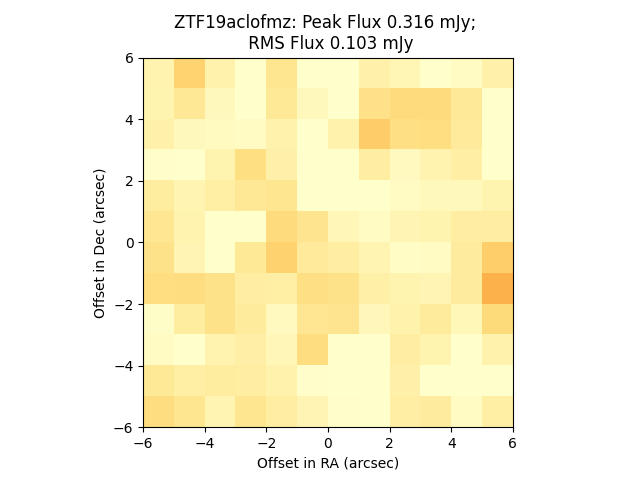 ZTF19aclofmz: Peak Flux 0.316 mJy;
RMS Flux 0.103 mJy
6
4
2
0
−2
−4
−6
Offset in Dec (arcsec)
−6 −4 −2 0 2 4 6
Offset in RA (arcsec)